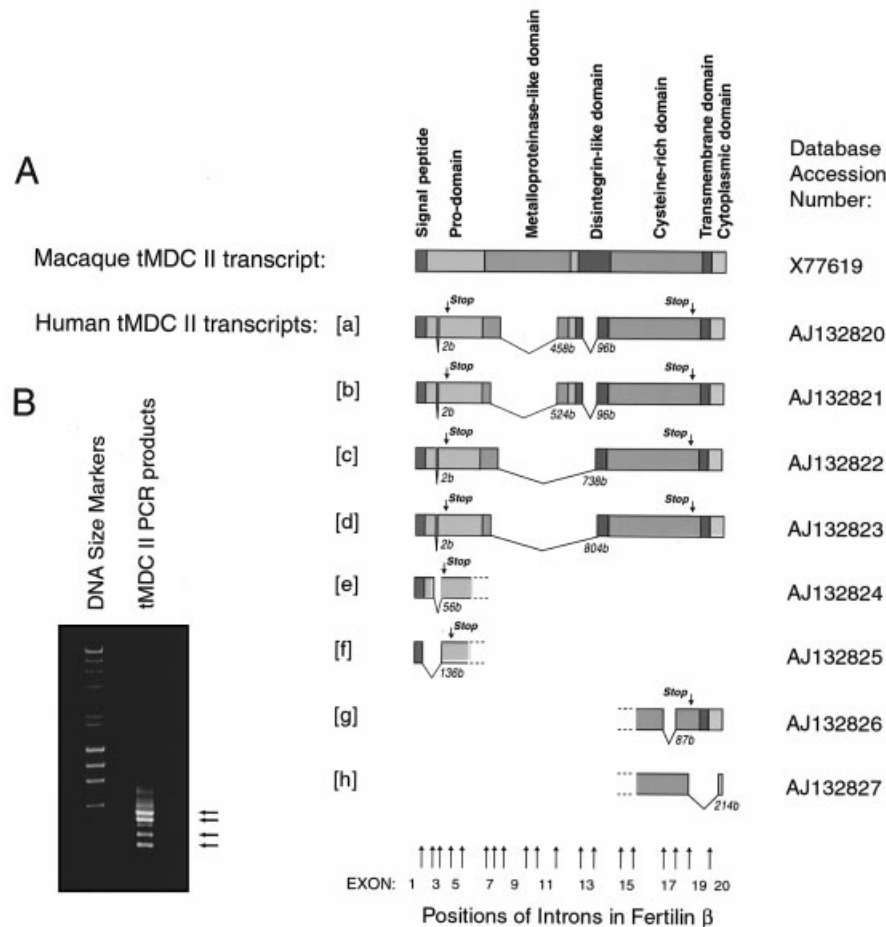 A
Signal peptide
Pro-domain
Metalloproteinase-like domain
Disintegrin-like domain
Cysteine-rich domain
Transmembrane domain
Cytoplasmic domain
Database
Accession
Number:
Macaque tMDC II transcript:
X77619
Human tMDC II transcripts:
[a]
Stop
Stop
2b
458b
96b
AJ132820
[b]
Stop
Stop
2b
524b
96b
AJ132821
[c]
Stop
Stop
2b
738b
AJ132822
[d]
Stop
Stop
2b
804b
AJ132823
[e]
Stop
56b
AJ132824
[f]
Stop
136b
AJ132825
[g]
Stop
87b
AJ132826
[h]
214b
AJ132827
B
DNA Size Markers
tMDC II PCR products
EXON: 1 3 5 7 9 11 13 15 17 19 20
Positions of Introns in Fertilin β